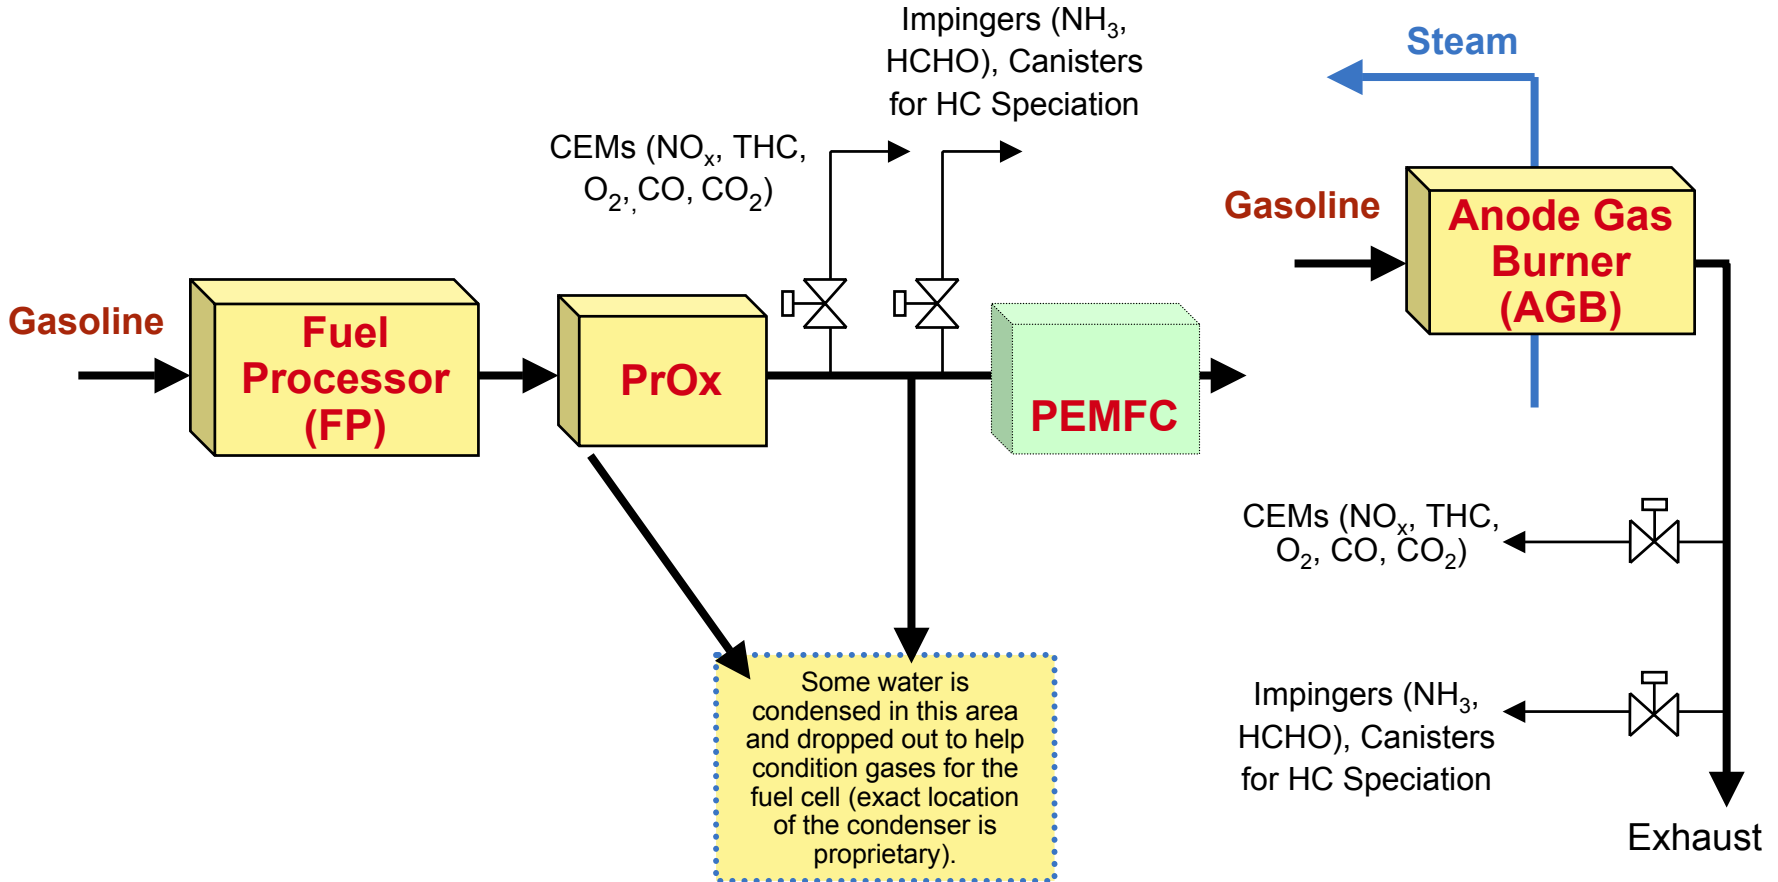 Impingers (NH3,
HCHO), Canisters
for HC Speciation
Steam
CEMs (NOx, THC,
O2,,CO, CO2)
Gasoline
Anode Gas
Burner
(AGB)
Gasoline
Fuel
Processor
(FP)
PrOx
PEMFC
CEMs (NOx, THC,
O2, CO, CO2)
Some water is
condensed in this area
and dropped out to help
condition gases for the
fuel cell (exact location
of the condenser is
proprietary).
Impingers (NH3,
HCHO), Canisters
for HC Speciation
Exhaust